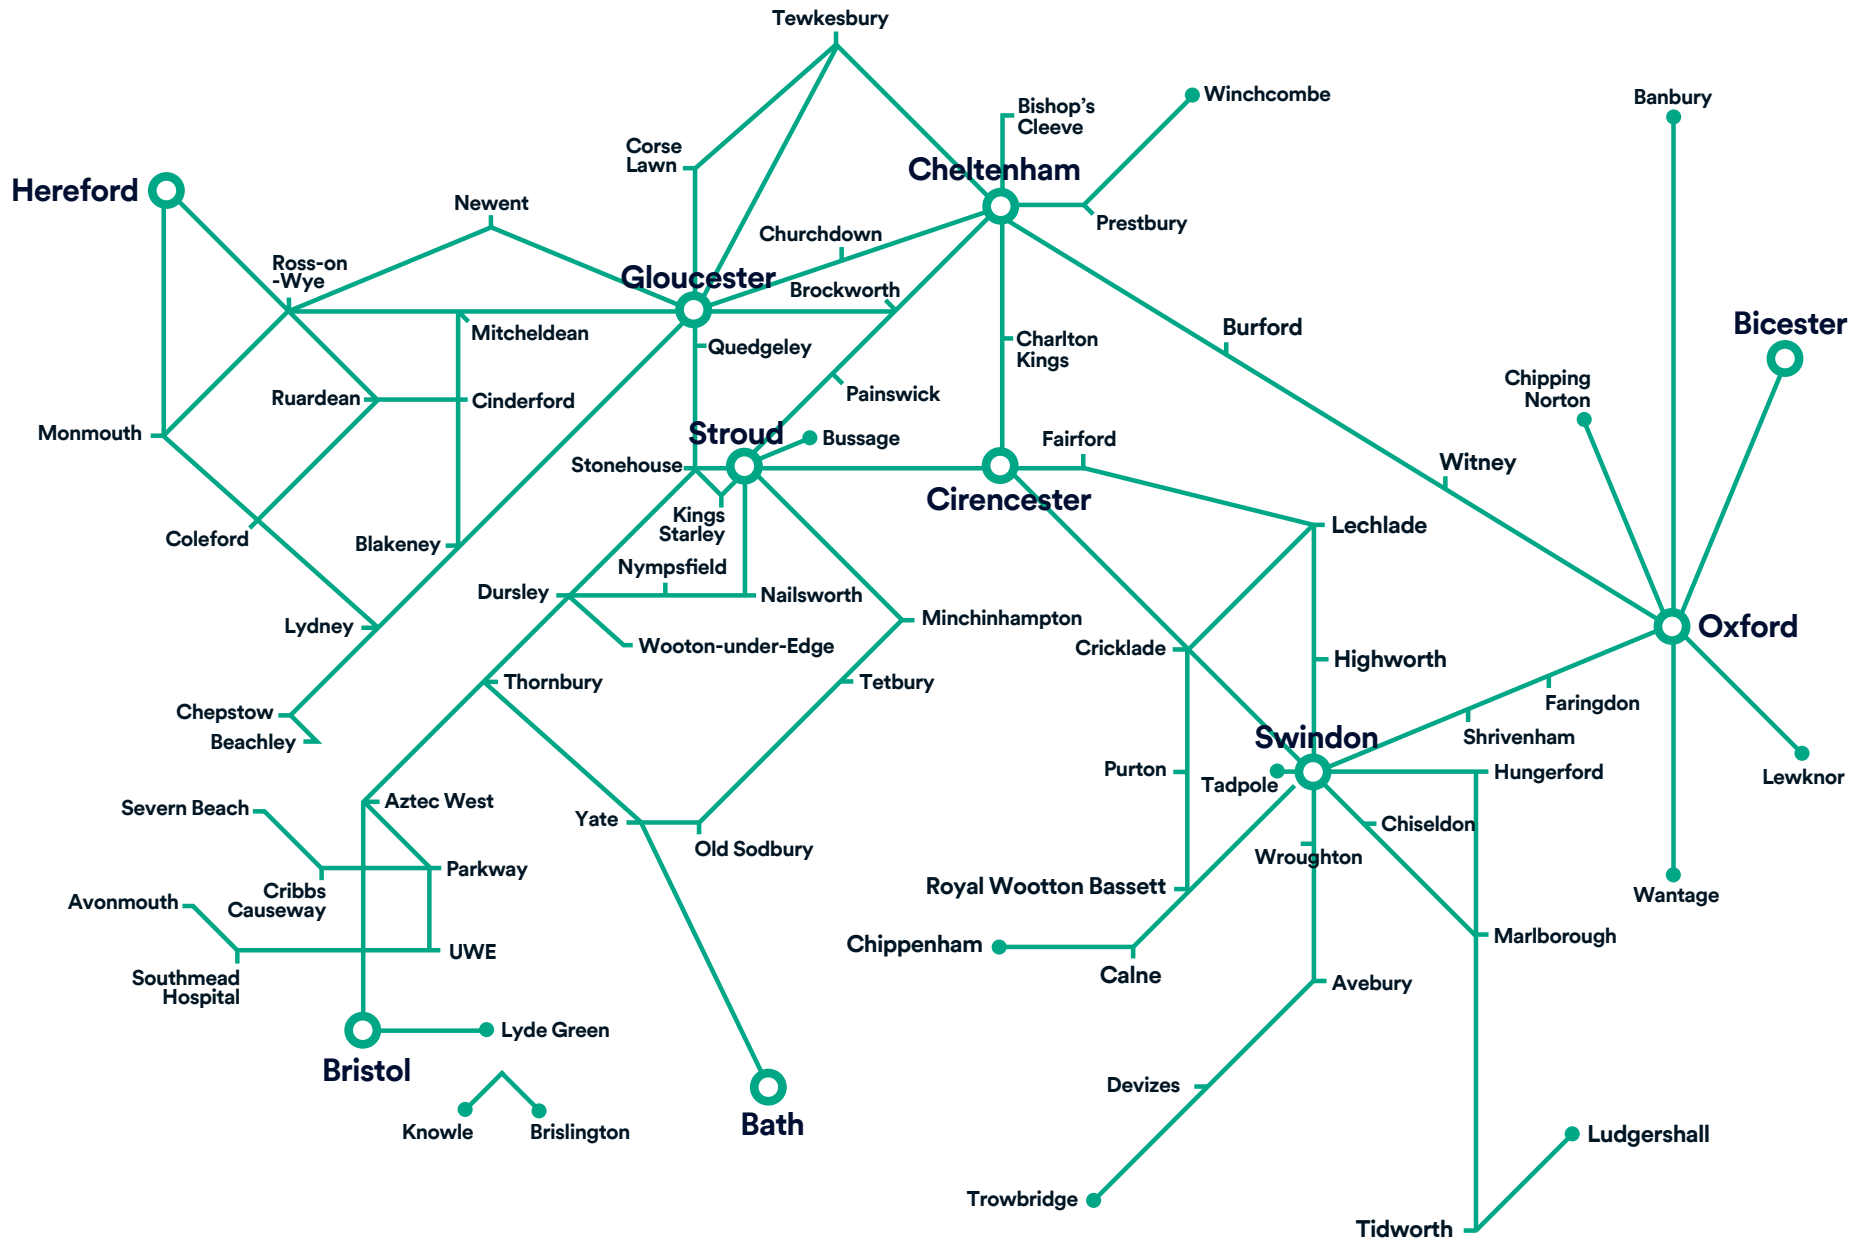 Tewkesbury
Winchcombe
Banbury
Bishop's
Cleeve
Corse
Lawn
Cheltenham
Hereford
Newent
Prestbury
Churchdown
Ross-on
-Wye
Gloucester
Brockworth
Mitcheldean
Quedgeley
Charlton
Kings
Burford
Bicester
Chipping
Norton
Ruardean
Cinderford
Painswick
Monmouth
Stroud
Bussage
Fairford
Stonehouse
Witney
Cirencester
Kings
Starley
Lechlade
Coleford
Blakeney
Nympsfield
Dursley
Nailsworth
Minchinhampton
Lydney
Oxford
Wooton-under-Edge
Cricklade
Highworth
Thornbury
Tetbury
Faringdon
Chepstow
Beachley
Swindon
Shrivenham
Purton
Tadpole
Hungerford
Lewknor
Severn Beach
Aztec West
Yate
Old Sodbury
Chiseldon
Wroughton
Parkway
Cribbs
Causeway
Royal Wootton Bassett
Wantage
Avonmouth
UWE
Chippenham
Marlborough
Southmead
Hospital
Calne
Avebury
Lyde Green
Bristol
Devizes
Knowle
Brislington
Bath
Ludgershall
Trowbridge
Tidworth